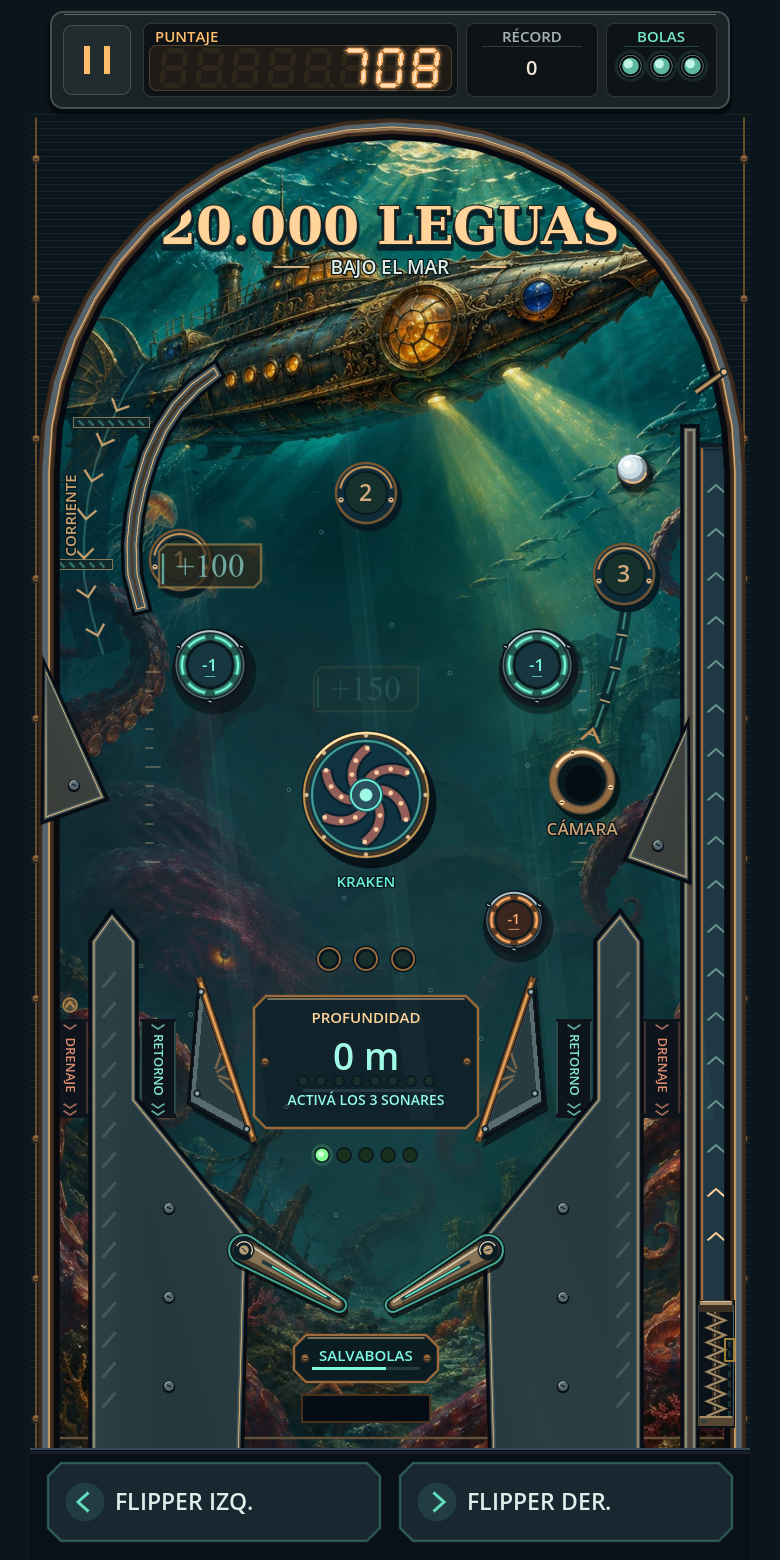 PUNTAJE
708
RÉCORD
0
BOLAS
20.000 LEGUAS
BAJO EL MAR
CORRIENTE
2
1
+100
3
-1
-1
+150
CÁMARA
KRAKEN
-1
PROFUNDIDAD
0 m
ACTIVÁ LOS 3 SONARES
DRENAJE
RETORNO
RETORNO
DRENAJE
SALVABOLAS
FLIPPER IZQ.
FLIPPER DER.